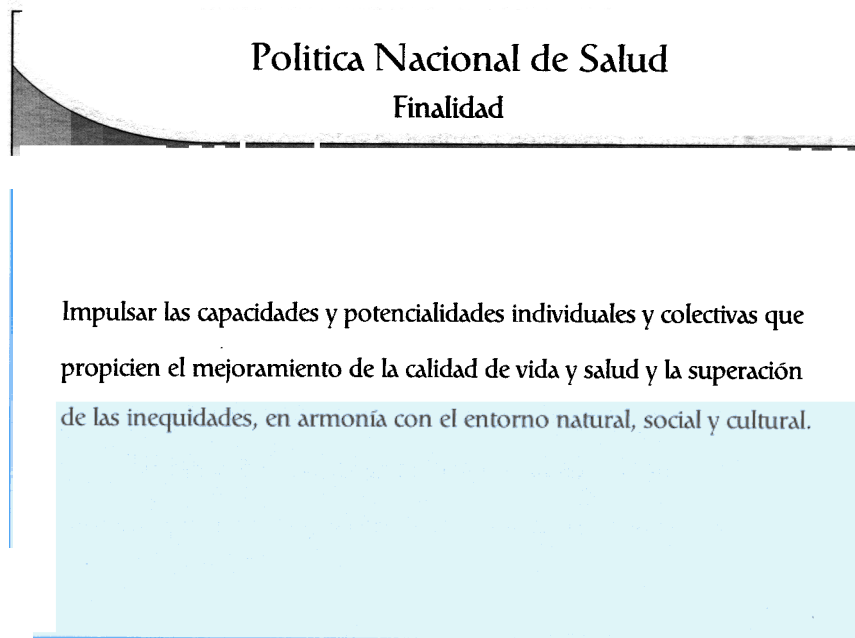 Politica Nacional de Salud
Finalidad
Impulsar las capacidades y potencialidades individuales y colectivas que
propicien el mejoramiento de la calidad de vida y salud y la superación
de las inequidades, en armonía con el entorno natural, social y cultural.